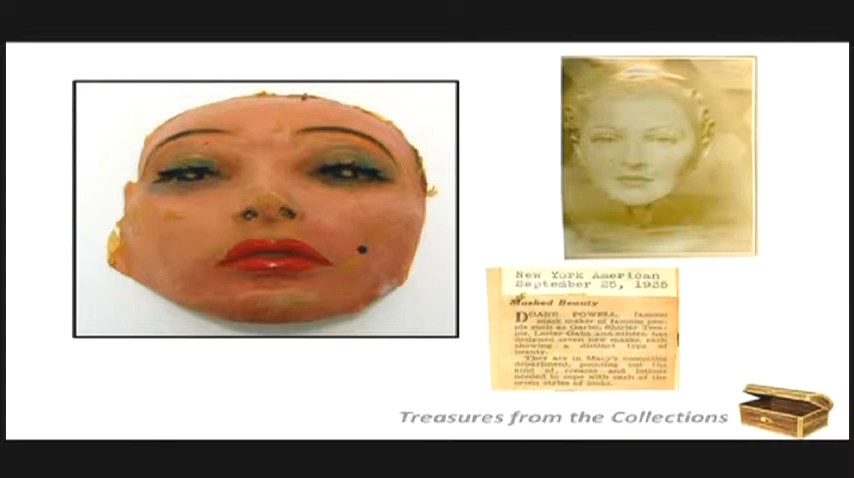 New York American
September 25, 1935
Masked Beauty
DOANE POWELL, famous
mask maker of famous peo-
ple such as Garbo, Shirley Tem-
ple, Lester Gaba and others, has
designed seven new masks, each
showing a distinct type of
beauty.
They are in Macy's cosmetics
department, pointing out the
kind of creams and lotions
needed to cope with each of the
seven styles of looks.
Treasures from the Collections